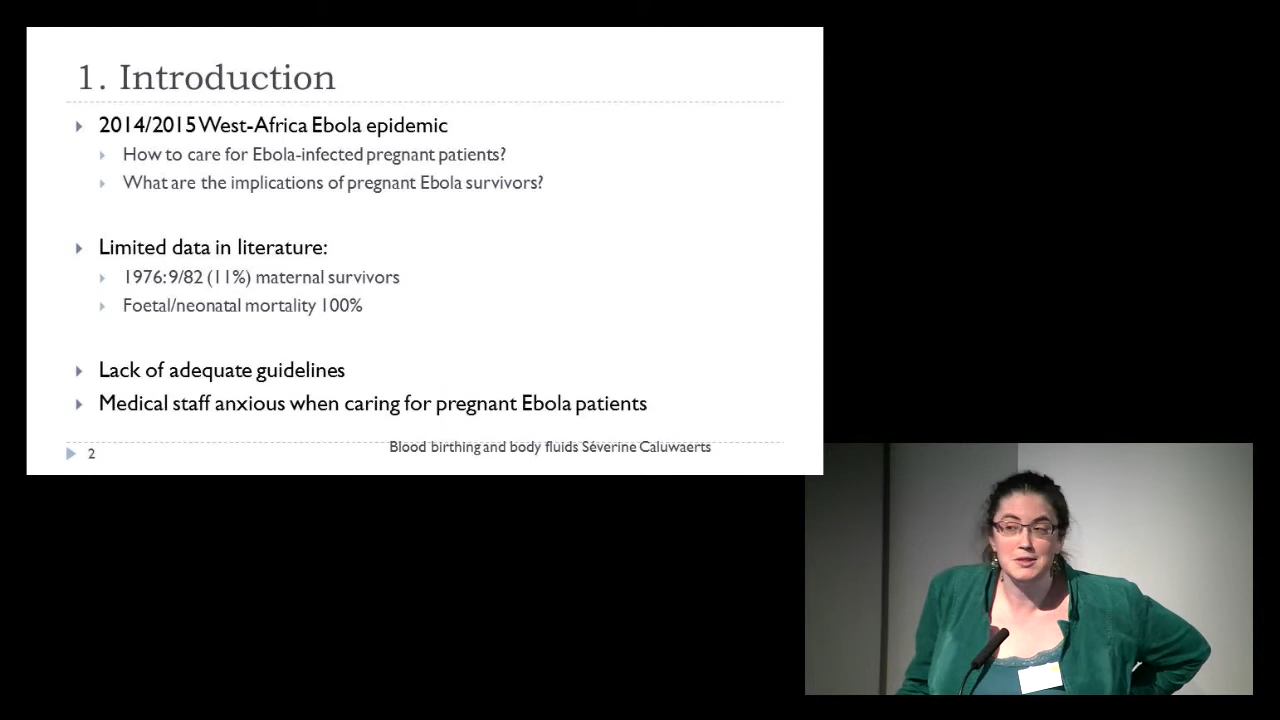 1. Introduction
2014/2015 West-Africa Ebola epidemic
How to care for Ebola-infected pregnant patients?
What are the implications of pregnant Ebola survivors?
Limited data in literature:
1976: 9/82 (11%) maternal survivors
Foetal/neonatal mortality 100%
Lack of adequate guidelines
Medical staff anxious when caring for pregnant Ebola patients
2
Blood birthing and body fluids Séverine Caluwaerts